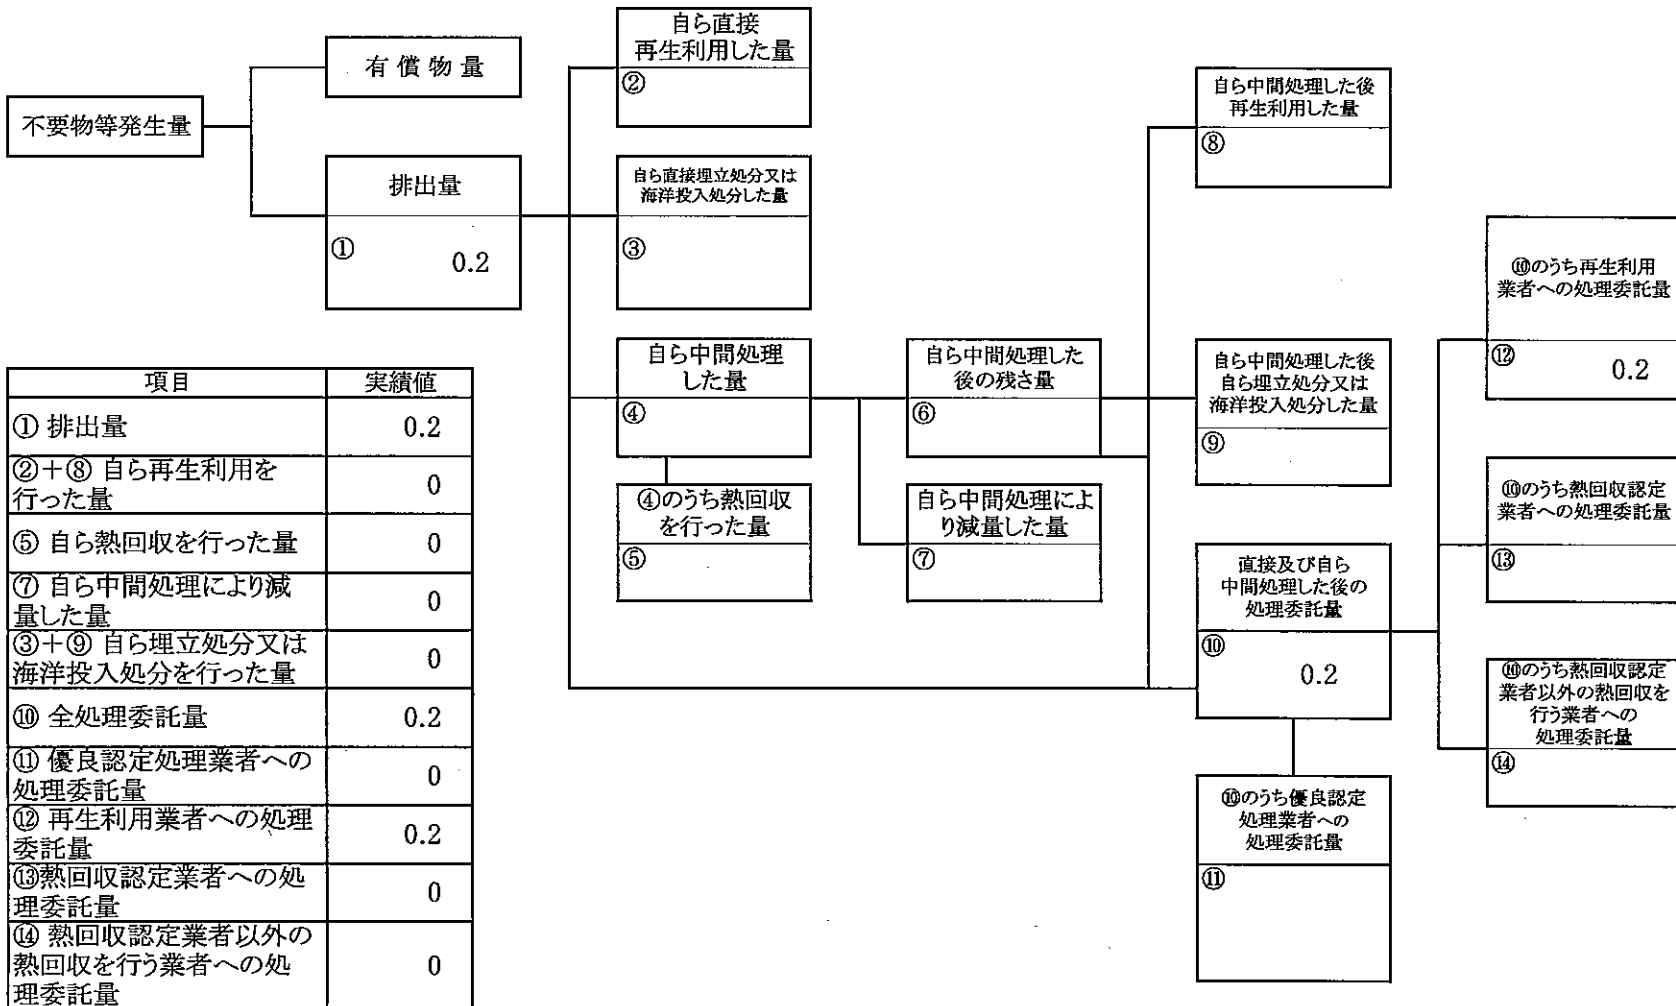 不要物等発生量
有償物量
排出量
① 0.2
自ら直接
再生利用した量
②
自ら直接埋立処分又は
海洋投入処分した量
③
自ら中間処理
した量
④
④のうち熱回収
を行った量
⑤
自ら中間処理した
後の残さ量
⑥
自ら中間処理によ
り減量した量
⑦
自ら中間処理した後
再生利用した量
⑧
自ら中間処理した後
自ら埋立処分又は
海洋投入処分した量
⑨
直接及び自ら
中間処理した後の
処理委託量
⑩
0.2
⑩のうち優良認定
処理業者への
処理委託量
⑪
⑩のうち再生利用
業者への処理委託量
⑫ 0.2
⑩のうち熱回収認定
業者への処理委託量
⑬
⑩のうち熱回収認定
業者以外の熱回収を
行う業者への
処理委託量
⑭
項目 実績値
① 排出量 0.2
②+⑧ 自ら再生利用を
行った量 0
⑤ 自ら熱回収を行った量 0
⑦ 自ら中間処理により減
量した量 0
③+⑨ 自ら埋立処分又は
海洋投入処分を行った量 0
⑩ 全処理委託量 0.2
⑪ 優良認定処理業者への
処理委託量 0
⑫ 再生利用業者への処理
委託量 0.2
⑬熱回収認定業者への処
理委託量 0
⑭ 熱回収認定業者以外の
熱回収を行う業者への処
理委託量 0